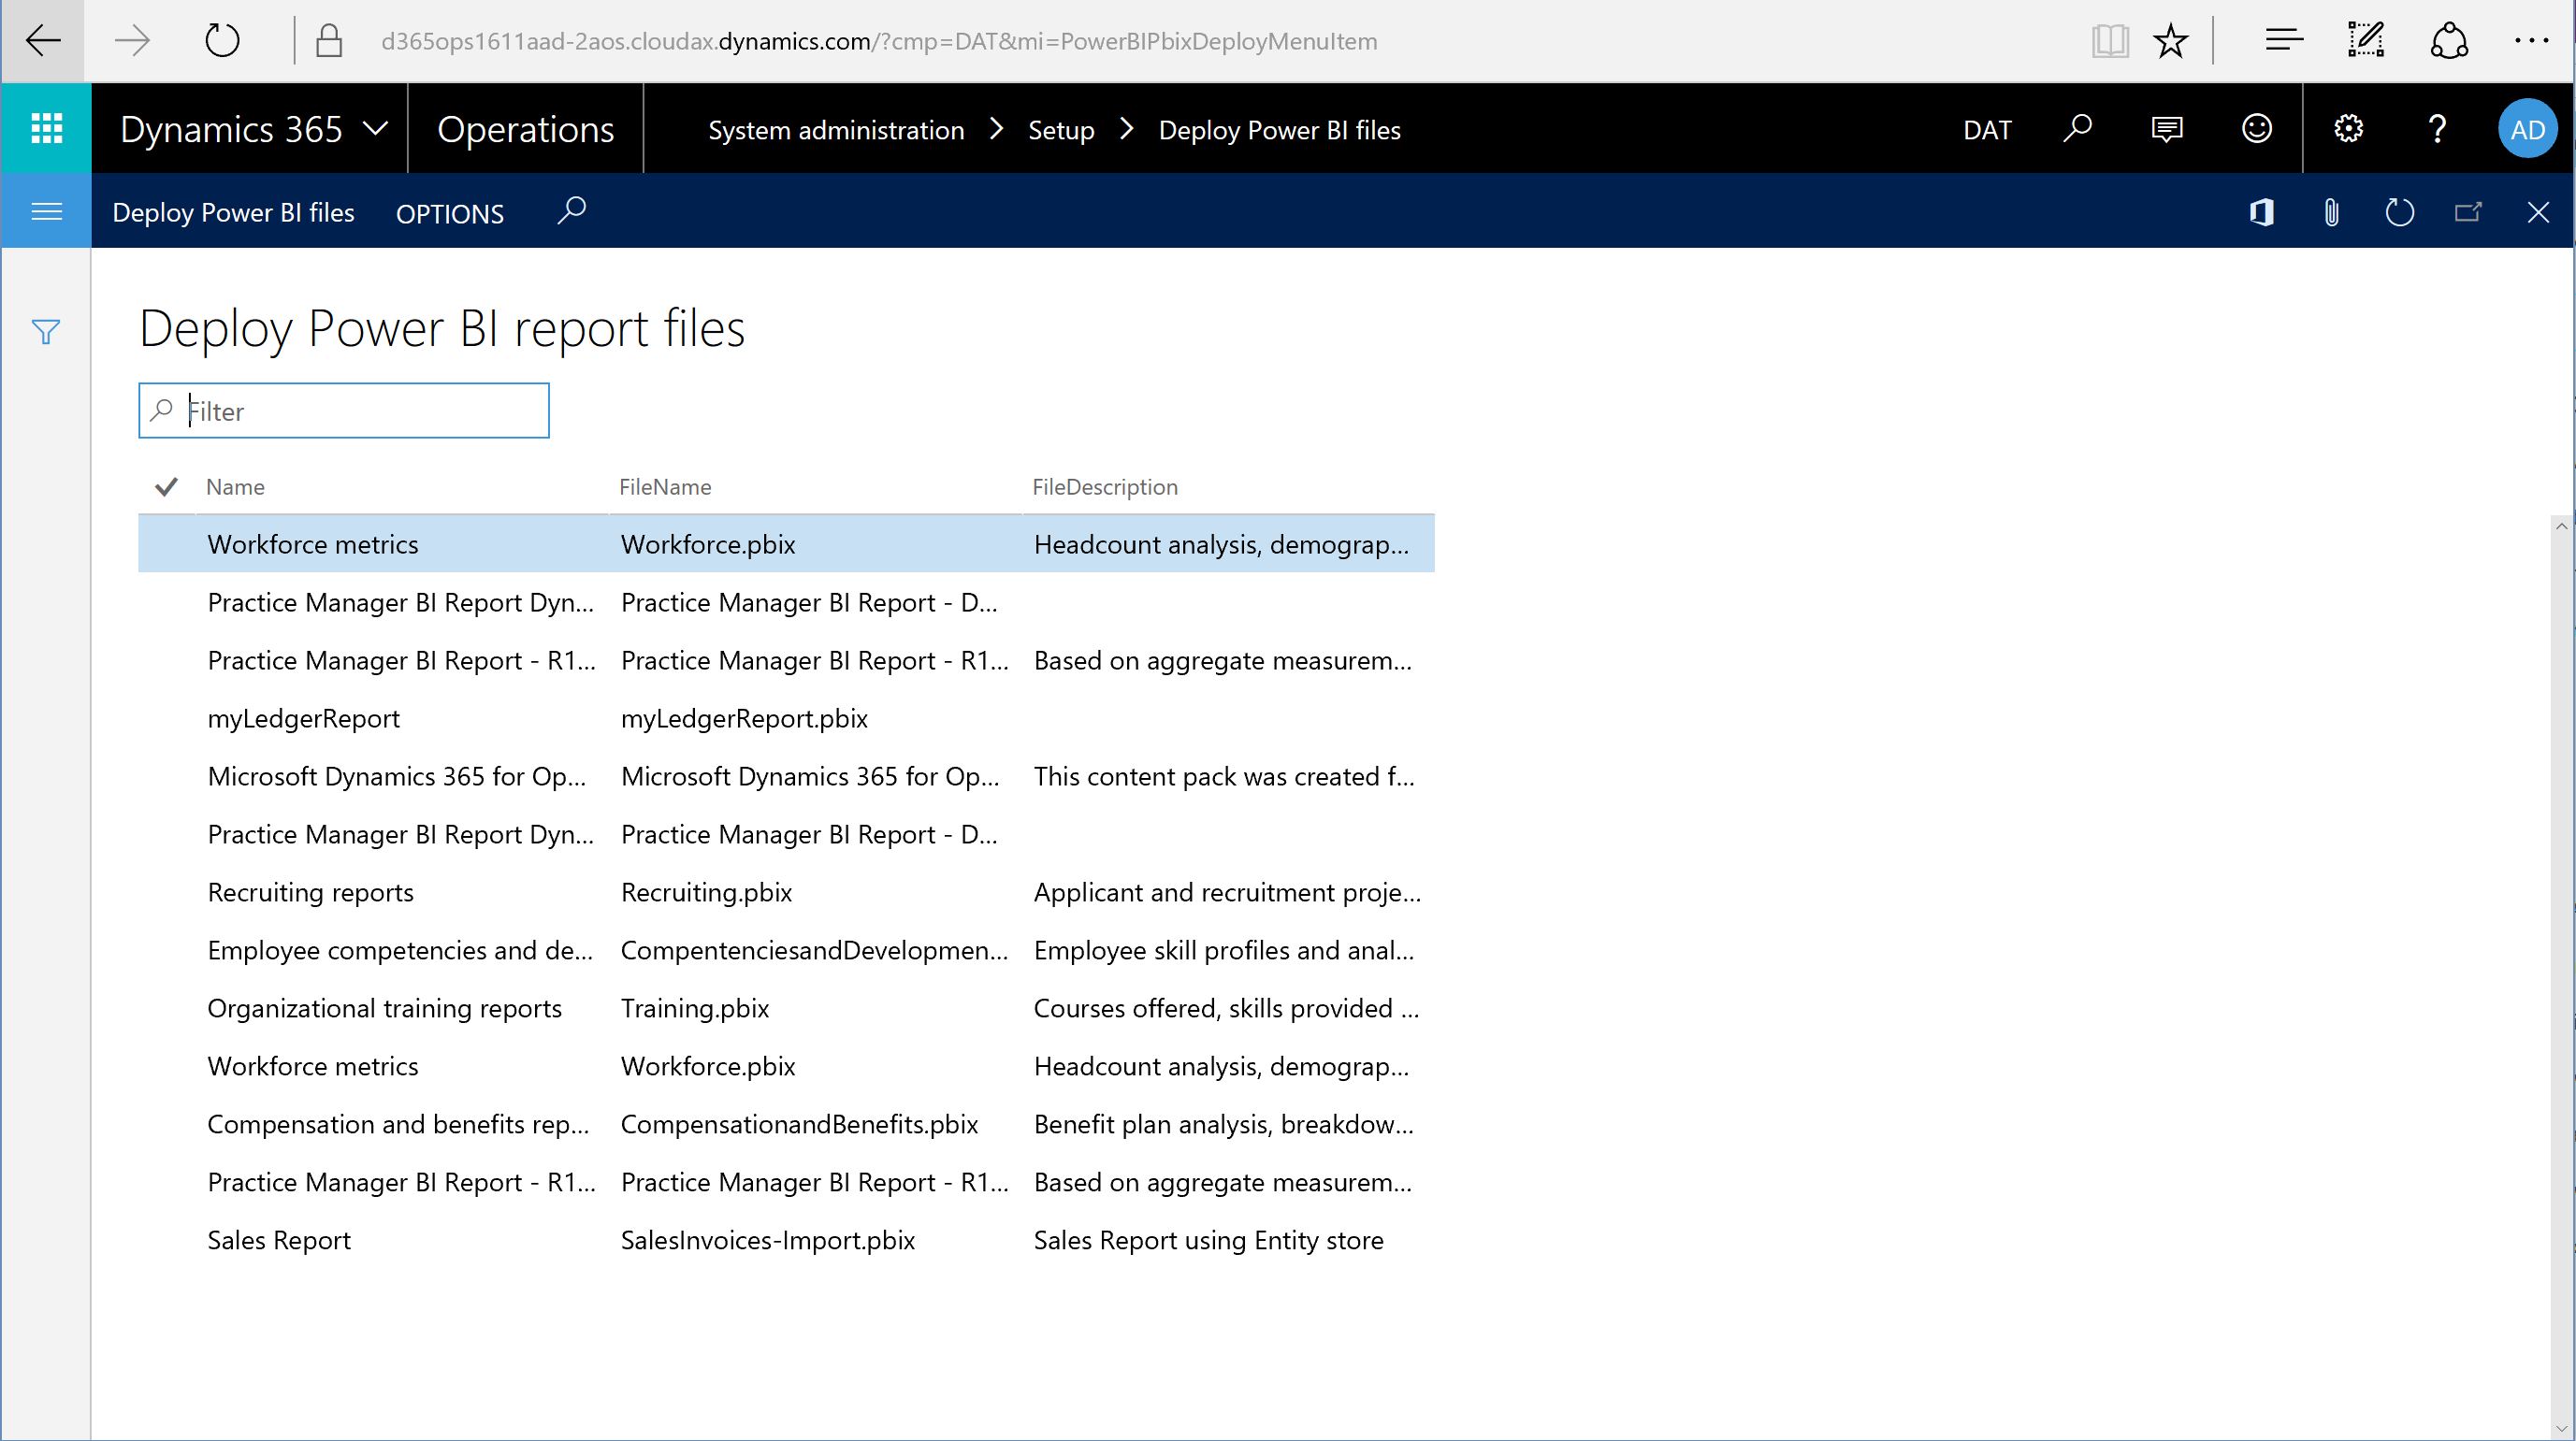 d365ops1611aad-2aos.cloudax.dynamics.com/?cmp=DAT&mi=PowerBIPbixDeployMenuItem
Dynamics 365 Operations System administration > Setup > Deploy Power BI files DAT ? AD
Deploy Power BI files OPTIONS
Deploy Power BI report files
Filter
Name FileName FileDescription
Workforce metrics Workforce.pbix Headcount analysis, demograp...
Practice Manager BI Report Dyn... Practice Manager BI Report - D...
Practice Manager BI Report - R1... Practice Manager BI Report - R1... Based on aggregate measurem...
myLedgerReport myLedgerReport.pbix
Microsoft Dynamics 365 for Op... Microsoft Dynamics 365 for Op... This content pack was created f...
Practice Manager BI Report Dyn... Practice Manager BI Report - D...
Recruiting reports Recruiting.pbix Applicant and recruitment proje...
Employee competencies and de... CompentenciesandDevelopmen... Employee skill profiles and anal...
Organizational training reports Training.pbix Courses offered, skills provided ...
Workforce metrics Workforce.pbix Headcount analysis, demograp...
Compensation and benefits rep... CompensationandBenefits.pbix Benefit plan analysis, breakdow...
Practice Manager BI Report - R1... Practice Manager BI Report - R1... Based on aggregate measurem...
Sales Report SalesInvoices-Import.pbix Sales Report using Entity store